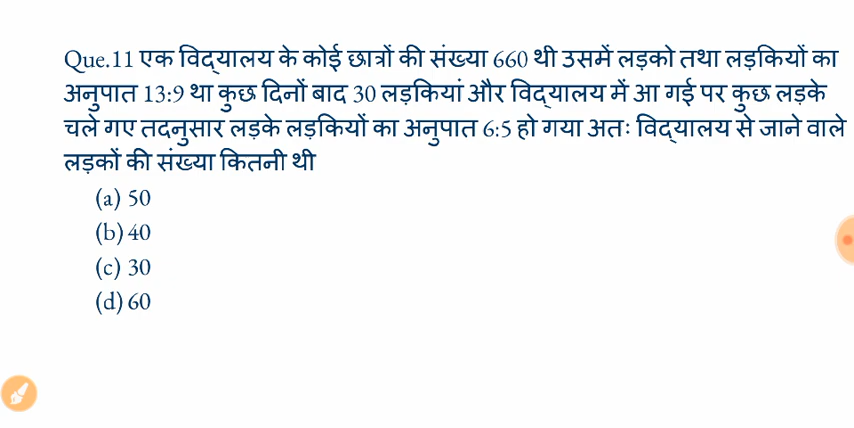 Que.11 एक विद्यालय के कोई छात्रों की संख्या 660 थी उसमें लड़को तथा लड़कियों का
अनुपात 13:9 था कुछ दिनों बाद 30 लड़कियां और विद्यालय में आ गई पर कुछ लड़के
चले गए तदनुसार लड़के लड़कियों का अनुपात 6:5 हो गया अतः विद्यालय से जाने वाले
लड़कों की संख्या कितनी थी
(a) 50
(b) 40
(c) 30
(d) 60